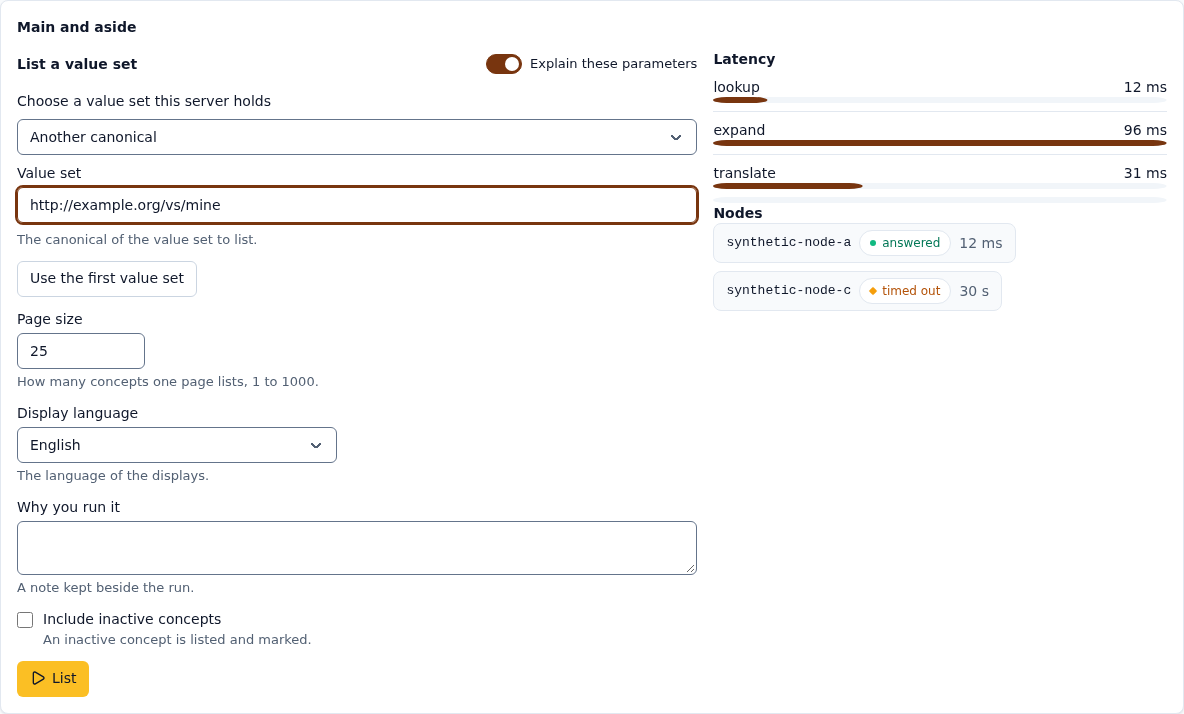 Main and aside
List a value set
Explain these parameters
Choose a value set this server holds
Another canonical
Value set
http://example.org/vs/mine
The canonical of the value set to list.
Use the first value set
Page size
25
How many concepts one page lists, 1 to 1000.
Display language
English
The language of the displays.
Why you run it
A note kept beside the run.
Include inactive concepts
An inactive concept is listed and marked.
List
Latency
lookup 12 ms
expand 96 ms
translate 31 ms
Nodes
synthetic-node-a answered 12 ms
synthetic-node-c timed out 30 s